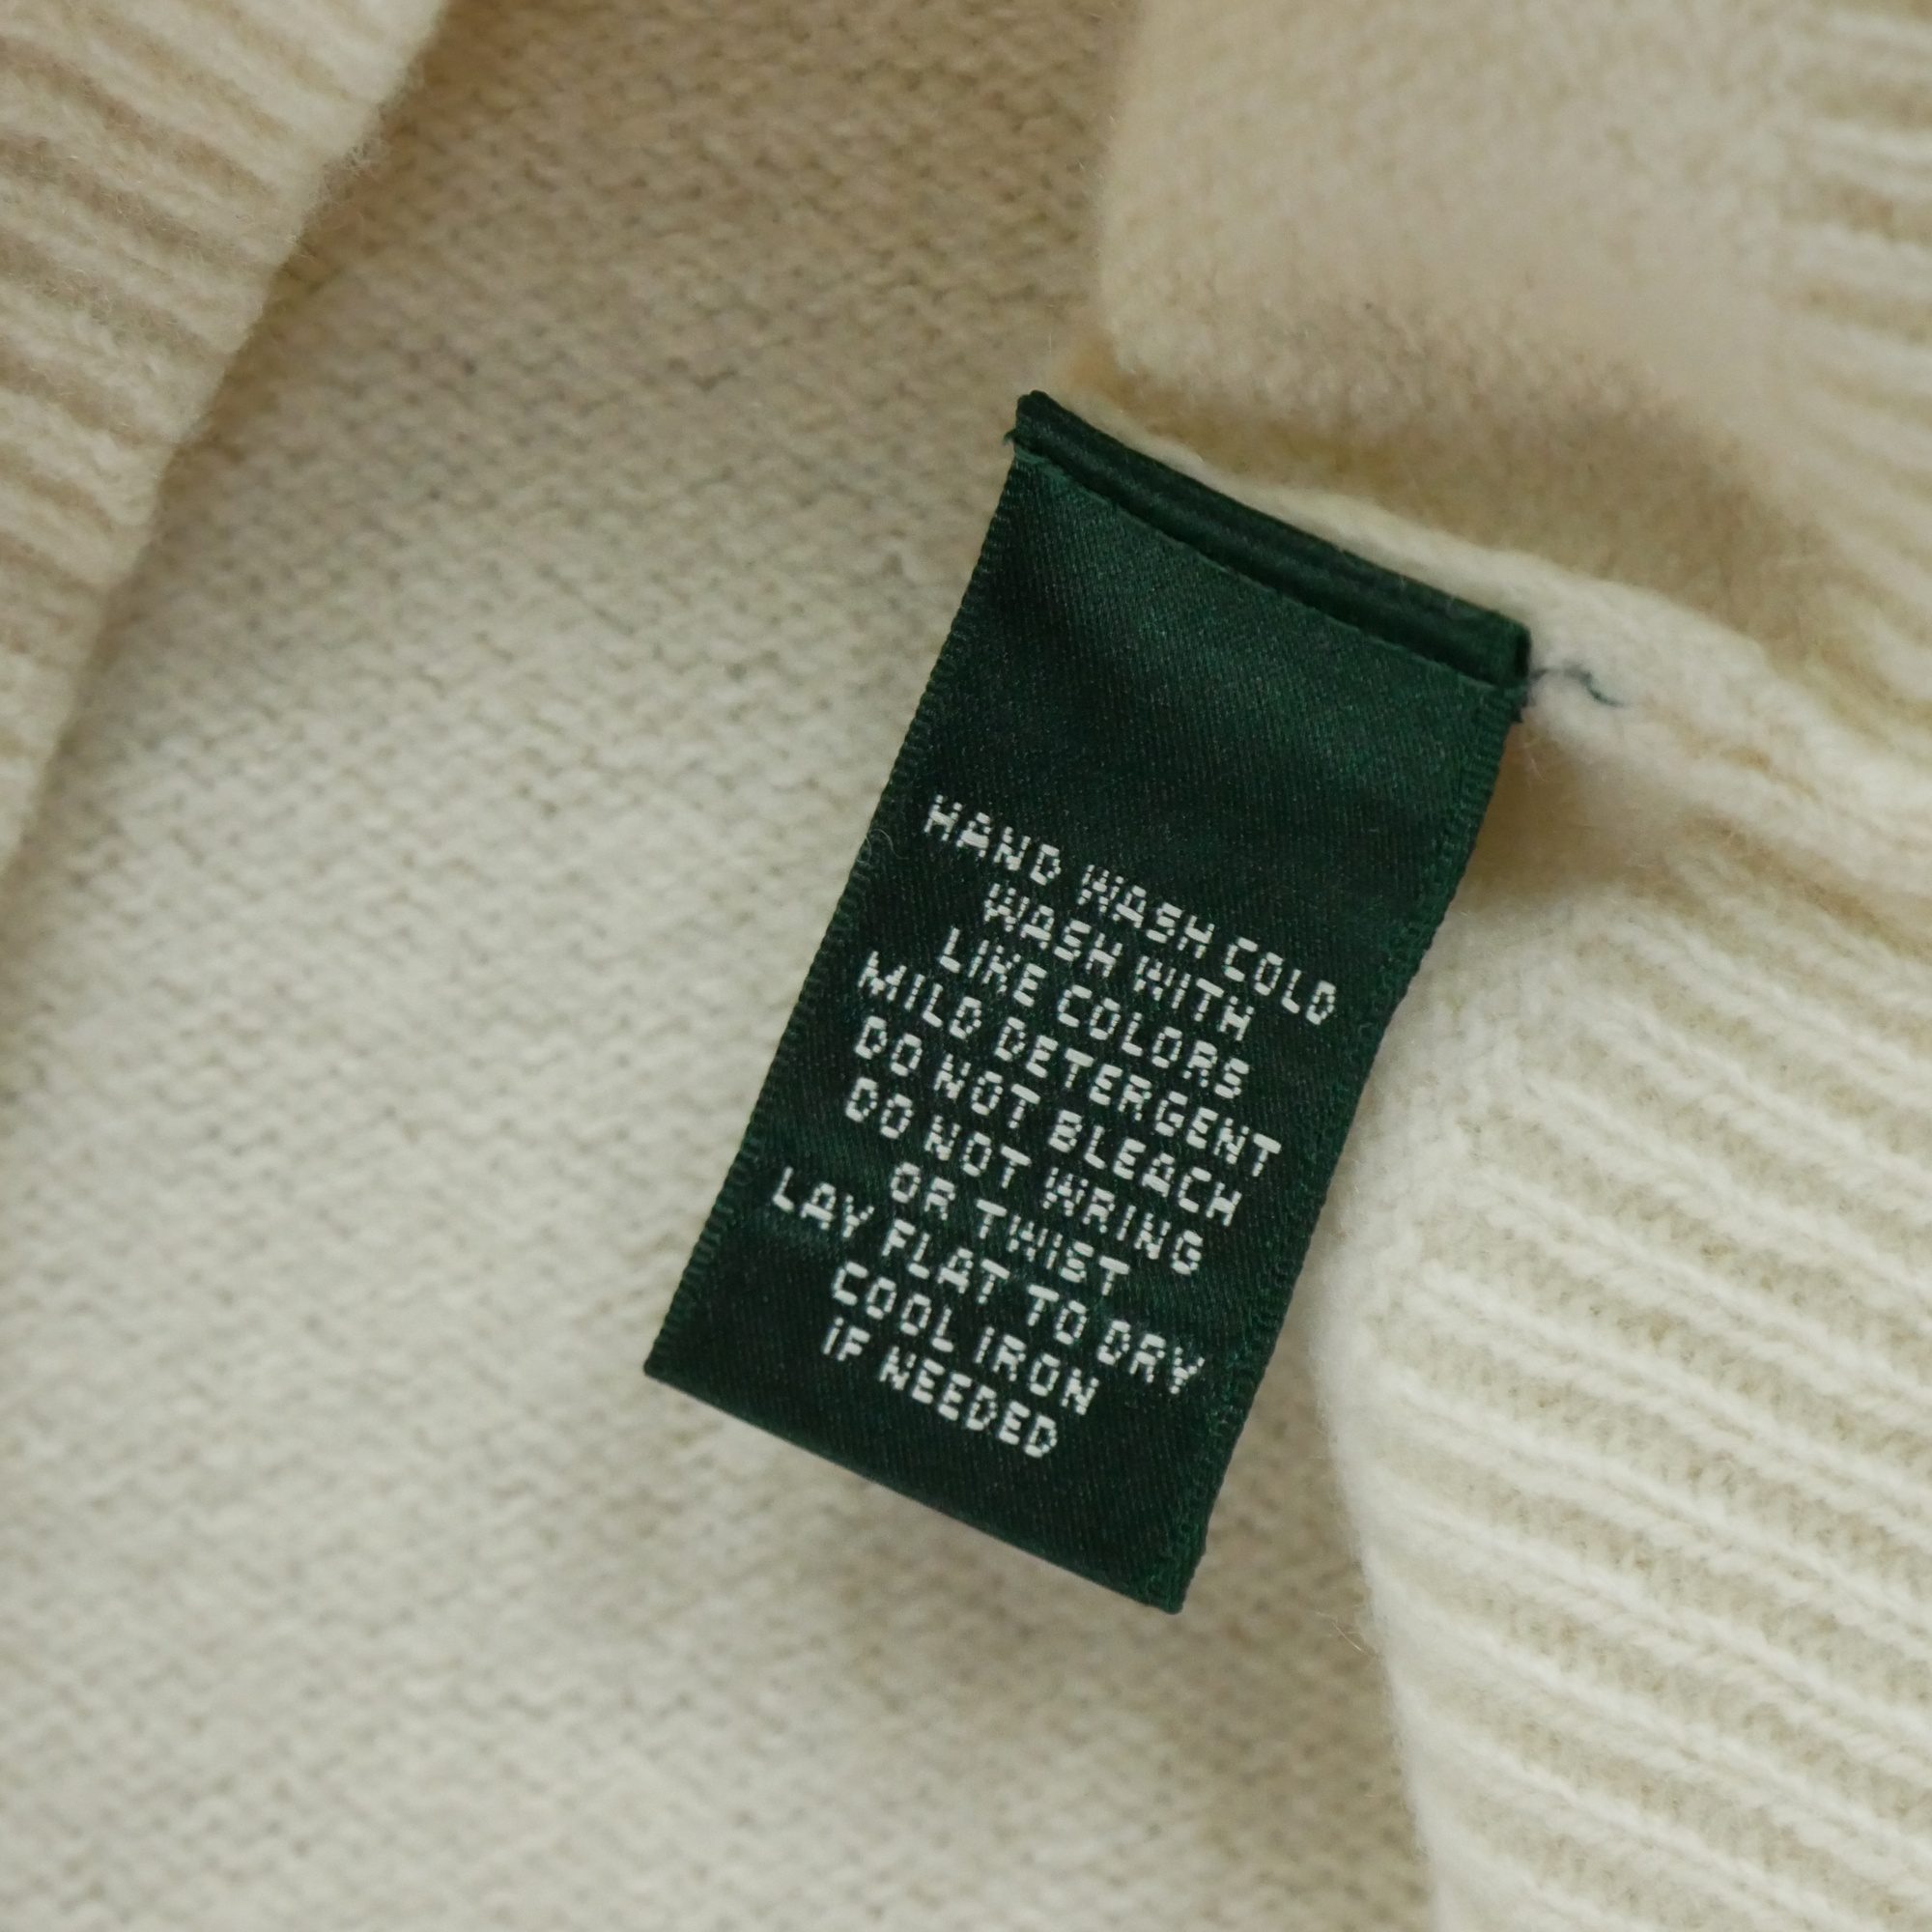 HAND WASH COLD
WASH WITH
LIKE COLORS
MILD DETERGENT
DO NOT BLEACH
DO NOT WRING
OR TWIST
LAY FLAT TO DRY
COOL IRON
IF NEEDED